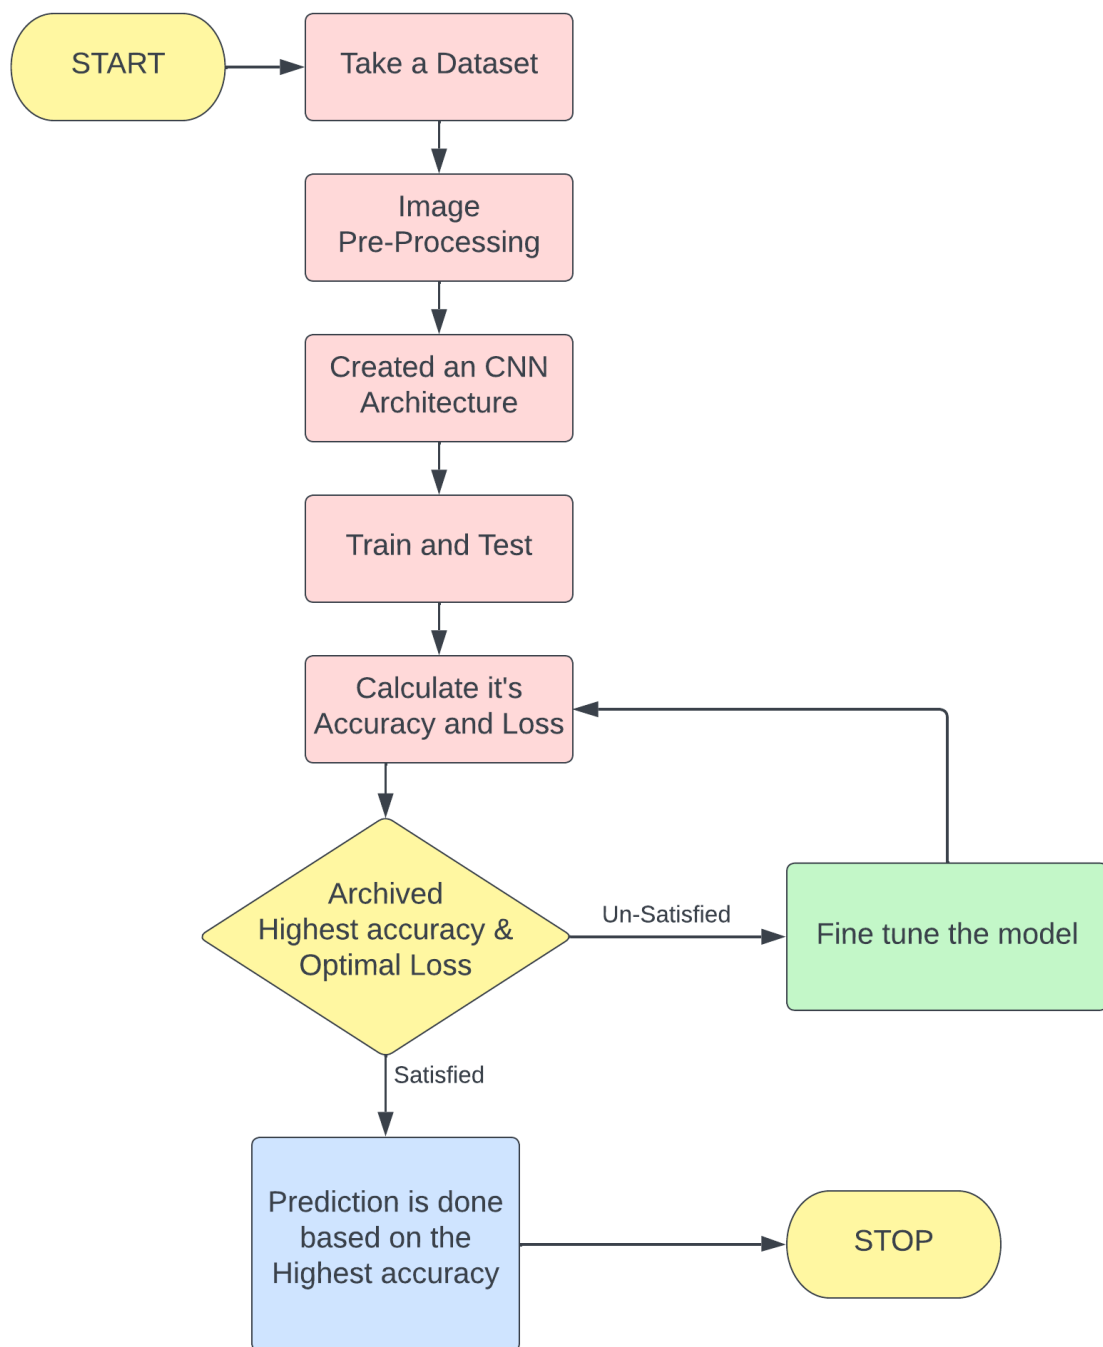 START
Take a Dataset
Image
Pre-Processing
Created an CNN
Architecture
Train and Test
Calculate it's
Accuracy and Loss
Archived
Highest accuracy &
Optimal Loss
Un-Satisfied
Fine tune the model
Satisfied
Prediction is done
based on the
Highest accuracy
STOP